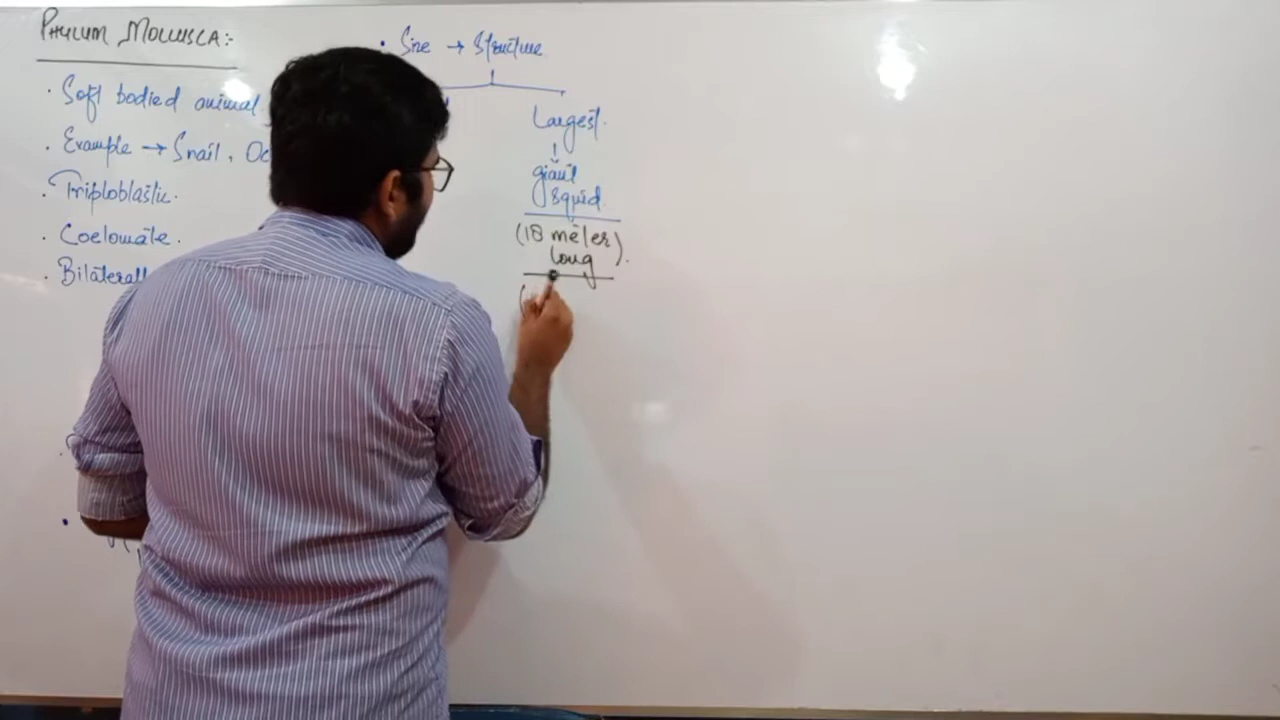 PHYLUM MOLLUSCA:-
· Soft bodied animal
· Example → Snail, Oc
· Triploblastic.
· Coelomate.
· Bilaterall
· Size → Structure
Largest.
giant
squid.
(18 meter
long).
(